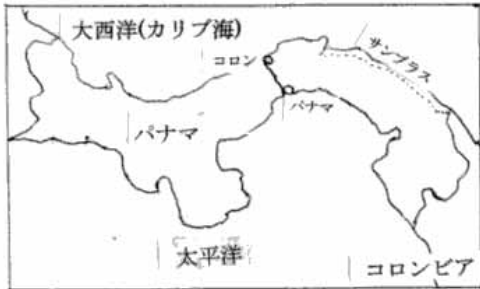 大西洋(カリブ海)
コロン
サンブラス
パナマ
パナマ
太平洋
コロンビア